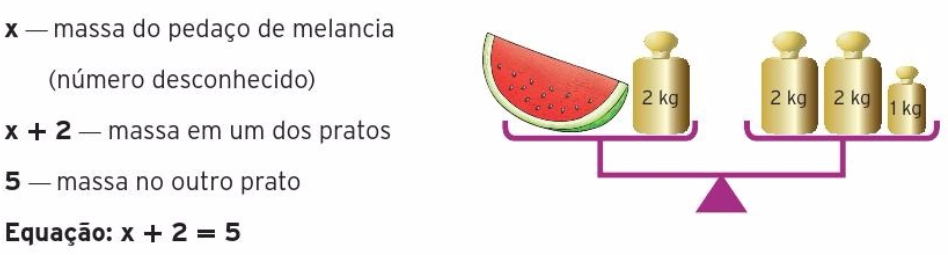 x — massa do pedaço de melancia
(número desconhecido)
x + 2 — massa em um dos pratos
5 — massa no outro prato
Equação: x + 2 = 5
2 kg
2 kg
2 kg
1 kg